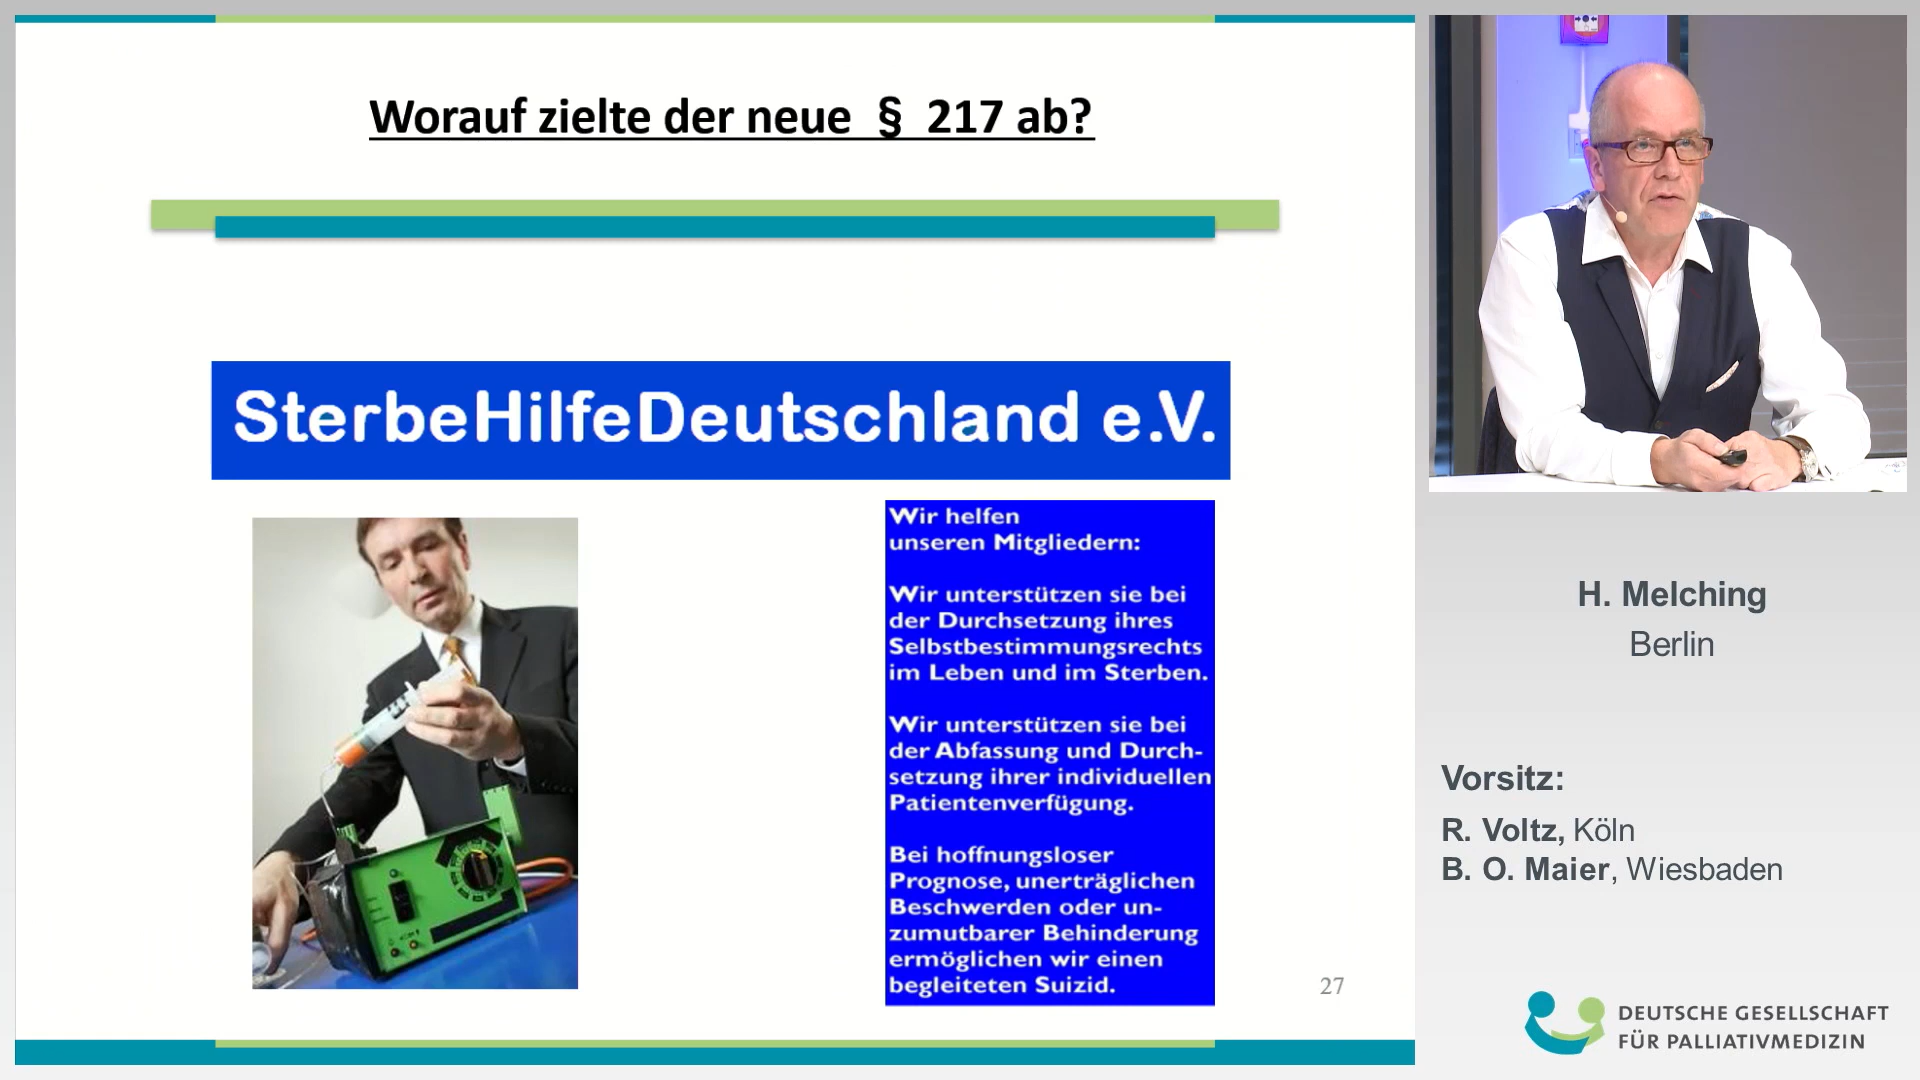 Worauf zielte der neue § 217 ab?
SterbeHilfeDeutschland e.V.
Wir helfen
unseren Mitgliedern:
Wir unterstützen sie bei
der Durchsetzung ihres
Selbstbestimmungsrechts
im Leben und im Sterben.
Wir unterstützen sie bei
der Abfassung und Durch-
setzung ihrer individuellen
Patientenverfügung.
Bei hoffnungsloser
Prognose, unerträglichen
Beschwerden oder un-
zumutbarer Behinderung
ermöglichen wir einen
begleiteten Suizid.
27
H. Melching
Berlin
Vorsitz:
R. Voltz, Köln
B. O. Maier, Wiesbaden
DEUTSCHE GESELLSCHAFT
FÜR PALLIATIVMEDIZIN